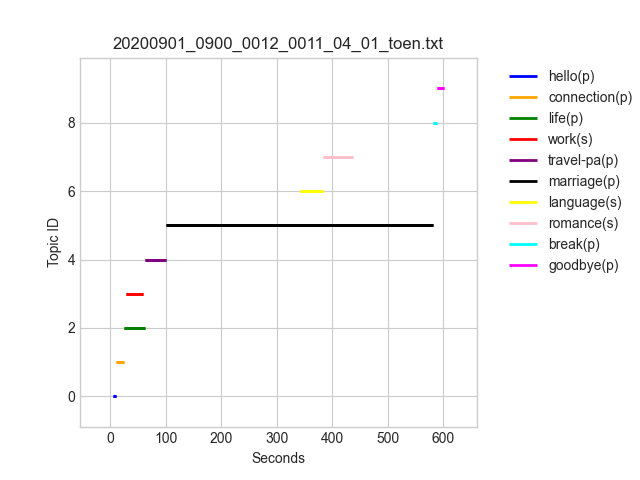 20200901_0900_0012_0011_04_01_toen.txt
hello(p)
connection(p)
life(p)
work(s)
travel-pa(p)
marriage(p)
language(s)
romance(s)
break(p)
goodbye(p)
Topic ID
8
6
4
2
0
0 100 200 300 400 500 600
Seconds